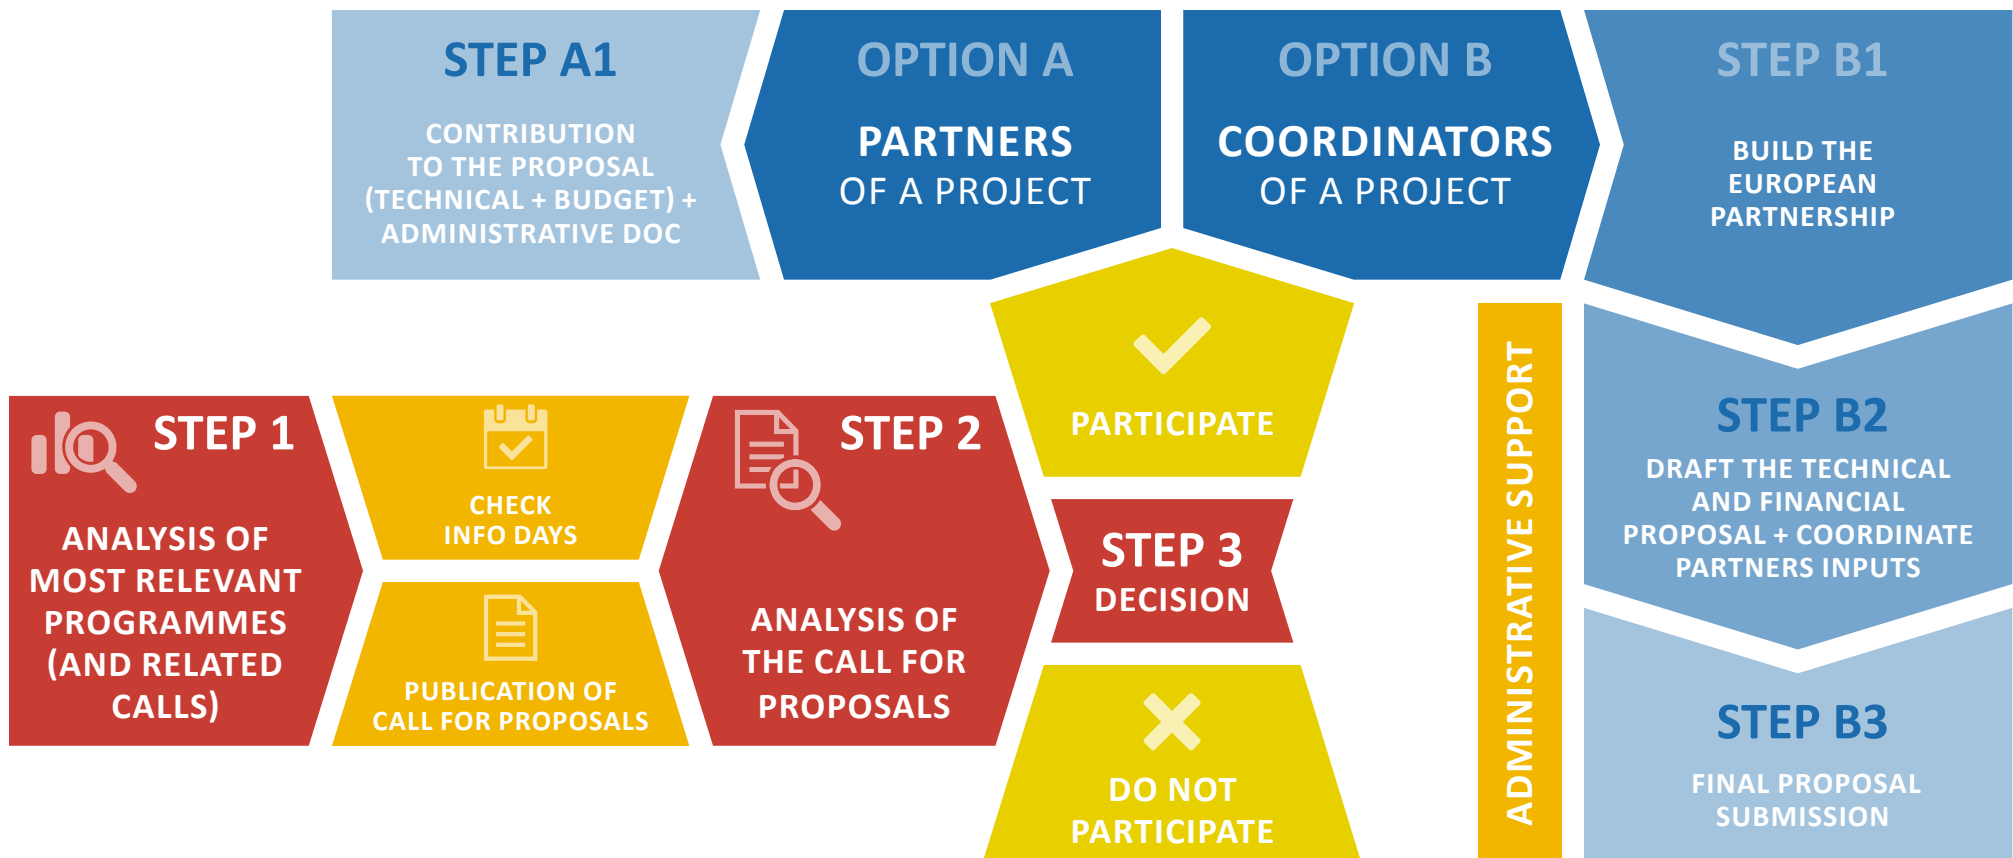 STEP A1
CONTRIBUTION
TO THE PROPOSAL
(TECHNICAL + BUDGET) +
ADMINISTRATIVE DOC
OPTION A
PARTNERS
OF A PROJECT
OPTION B
COORDINATORS
OF A PROJECT
STEP B1
BUILD THE
EUROPEAN
PARTNERSHIP
STEP 1
ANALYSIS OF
MOST RELEVANT
PROGRAMMES
(AND RELATED
CALLS)
CHECK
INFO DAYS
PUBLICATION OF
CALL FOR PROPOSALS
STEP 2
ANALYSIS OF
THE CALL FOR
PROPOSALS
PARTICIPATE
STEP 3
DECISION
DO NOT
PARTICIPATE
ADMINISTRATIVE SUPPORT
STEP B2
DRAFT THE TECHNICAL
AND FINANCIAL
PROPOSAL + COORDINATE
PARTNERS INPUTS
STEP B3
FINAL PROPOSAL
SUBMISSION